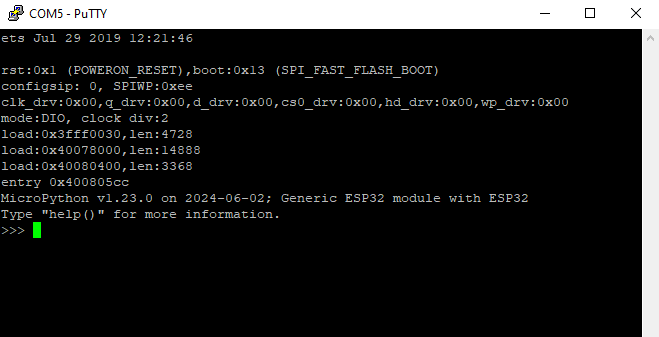 COM5 - PuTTY
ets Jul 29 2019 12:21:46
rst:0x1 (POWERON_RESET),boot:0x13 (SPI_FAST_FLASH_BOOT)
configsip: 0, SPIWP:0xee
clk_drv:0x00,q_drv:0x00,d_drv:0x00,cs0_drv:0x00,hd_drv:0x00,wp_drv:0x00
mode:DIO, clock div:2
load:0x3fff0030,len:4728
load:0x40078000,len:14888
load:0x40080400,len:3368
entry 0x400805cc
MicroPython v1.23.0 on 2024-06-02; Generic ESP32 module with ESP32
Type "help()" for more information.
>>>